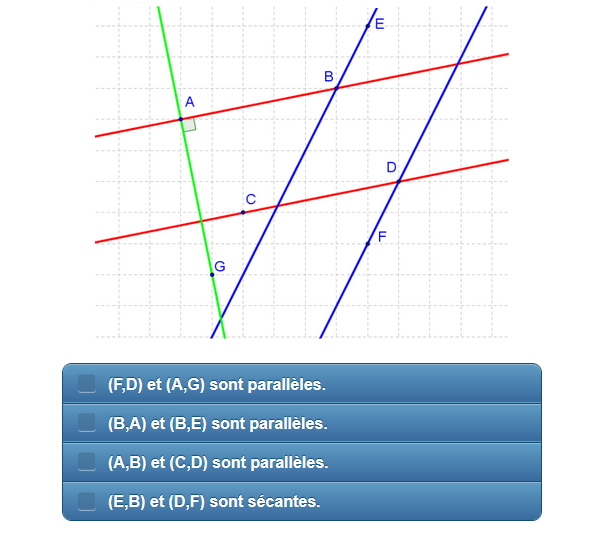 E
B
A
D
C
F
G
(F,D) et (A,G) sont parallèles.
(B,A) et (B,E) sont parallèles.
(A,B) et (C,D) sont parallèles.
(E,B) et (D,F) sont sécantes.